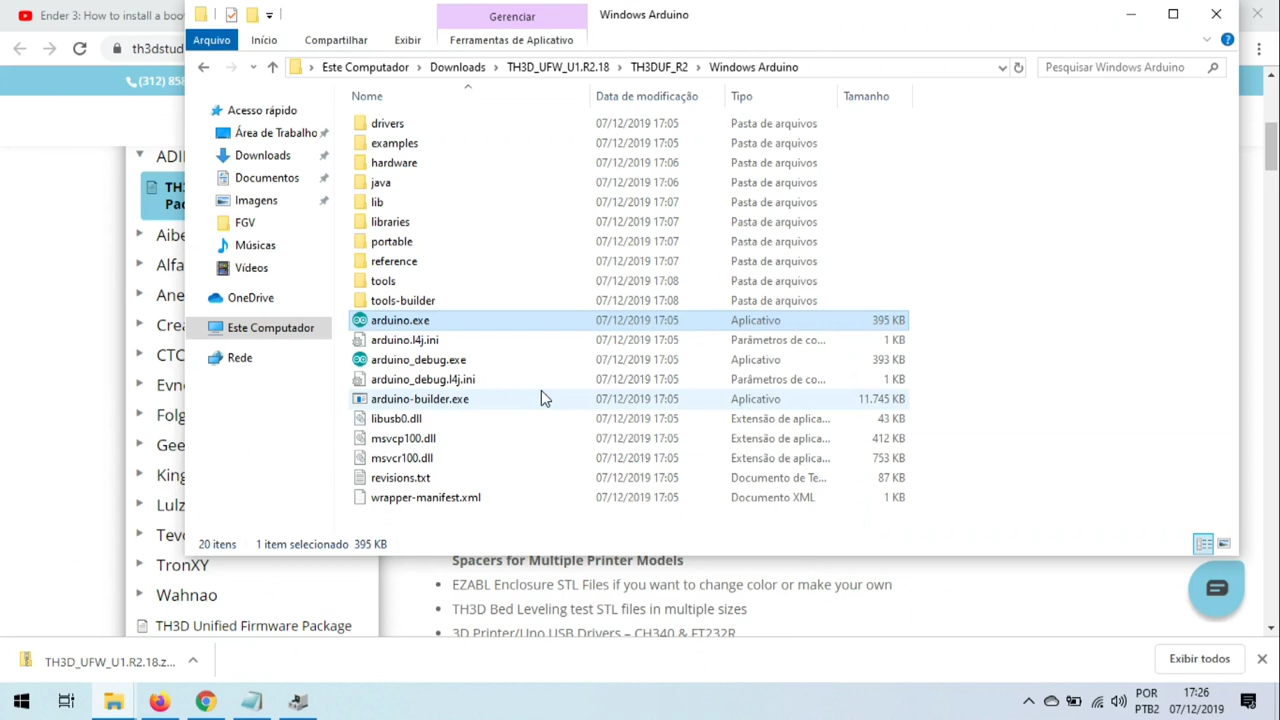 Ender 3: How to install a boo
Gerenciar
Windows Arduino
Arquivo
Início
Compartilhar
Exibir
Ferramentas de Aplicativo
th3dstud
Este Computador > Downloads > TH3D_UFW_U1.R2.18 > TH3DUF_R2 > Windows Arduino
Pesquisar Windows Arduino
(312) 858
Nome
Data de modificação
Tipo
Tamanho
Acesso rápido
Área de Trabalho
Downloads
Documentos
Imagens
FGV
Músicas
Vídeos
OneDrive
Este Computador
Rede
drivers 07/12/2019 17:05 Pasta de arquivos
examples 07/12/2019 17:05 Pasta de arquivos
hardware 07/12/2019 17:06 Pasta de arquivos
java 07/12/2019 17:06 Pasta de arquivos
lib 07/12/2019 17:07 Pasta de arquivos
libraries 07/12/2019 17:07 Pasta de arquivos
portable 07/12/2019 17:07 Pasta de arquivos
reference 07/12/2019 17:07 Pasta de arquivos
tools 07/12/2019 17:08 Pasta de arquivos
tools-builder 07/12/2019 17:08 Pasta de arquivos
arduino.exe 07/12/2019 17:05 Aplicativo 395 KB
arduino.l4j.ini 07/12/2019 17:05 Parâmetros de co... 1 KB
arduino_debug.exe 07/12/2019 17:05 Aplicativo 393 KB
arduino_debug.l4j.ini 07/12/2019 17:05 Parâmetros de co... 1 KB
arduino-builder.exe 07/12/2019 17:05 Aplicativo 11.745 KB
libusb0.dll 07/12/2019 17:05 Extensão de aplica... 43 KB
msvcp100.dll 07/12/2019 17:05 Extensão de aplica... 412 KB
msvcr100.dll 07/12/2019 17:05 Extensão de aplica... 753 KB
revisions.txt 07/12/2019 17:05 Documento de Te... 87 KB
wrapper-manifest.xml 07/12/2019 17:05 Documento XML 1 KB
20 itens 1 item selecionado 395 KB
TH3
Pac
Aibe
Alfa
Ane
Crea
CTC
Evn
Folg
Gee
King
Lulz
Tevo
TronXY
Wahnao
TH3D Unified Firmware Package
Spacers for Multiple Printer Models
EZABL Enclosure STL Files if you want to change color or make your own
TH3D Bed Leveling test STL files in multiple sizes
3D Printer/Uno USB Drivers – CH340 & FT232R
TH3D_UFW_U1.R2.18.z...
Exibir todos
POR
PTB2
17:26
07/12/2019